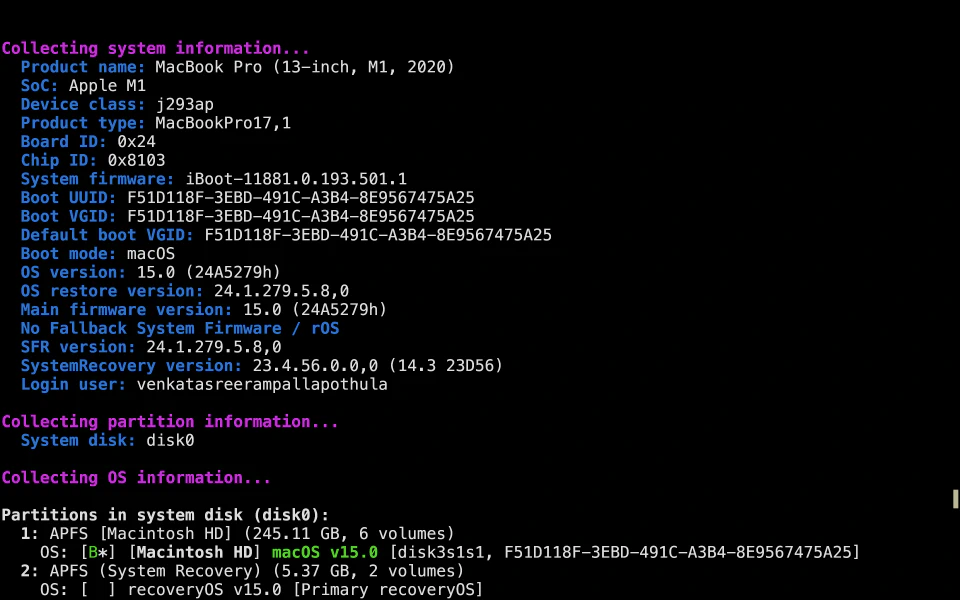 Collecting system information...
Product name: MacBook Pro (13-inch, M1, 2020)
SoC: Apple M1
Device class: j293ap
Product type: MacBookPro17,1
Board ID: 0x24
Chip ID: 0x8103
System firmware: iBoot-11881.0.193.501.1
Boot UUID: F51D118F-3EBD-491C-A3B4-8E9567475A25
Boot VGID: F51D118F-3EBD-491C-A3B4-8E9567475A25
Default boot VGID: F51D118F-3EBD-491C-A3B4-8E9567475A25
Boot mode: macOS
OS version: 15.0 (24A5279h)
OS restore version: 24.1.279.5.8,0
Main firmware version: 15.0 (24A5279h)
No Fallback System Firmware / rOS
SFR version: 24.1.279.5.8,0
SystemRecovery version: 23.4.56.0.0,0 (14.3 23D56)
Login user: venkatasreerampallapothula
Collecting partition information...
System disk: disk0
Collecting OS information...
Partitions in system disk (disk0):
1: APFS [Macintosh HD] (245.11 GB, 6 volumes)
OS: [B*] [Macintosh HD] macOS v15.0 [disk3s1s1, F51D118F-3EBD-491C-A3B4-8E9567475A25]
2: APFS (System Recovery) (5.37 GB, 2 volumes)
OS: [  ] recoveryOS v15.0 [Primary recoveryOS]